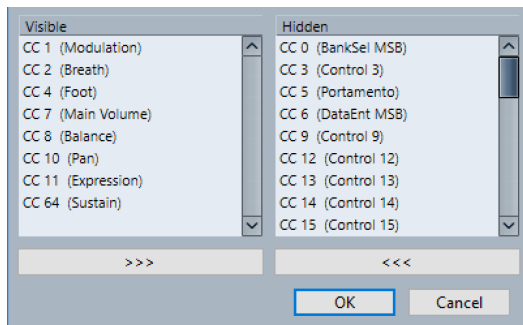 Visible
CC 1 (Modulation)
CC 2 (Breath)
CC 4 (Foot)
CC 7 (Main Volume)
CC 8 (Balance)
CC 10 (Pan)
CC 11 (Expression)
CC 64 (Sustain)
>>>
Hidden
CC 0 (BankSel MSB)
CC 3 (Control 3)
CC 5 (Portamento)
CC 6 (DataEnt MSB)
CC 9 (Control 9)
CC 12 (Control 12)
CC 13 (Control 13)
CC 14 (Control 14)
CC 15 (Control 15)
<<<
OK
Cancel